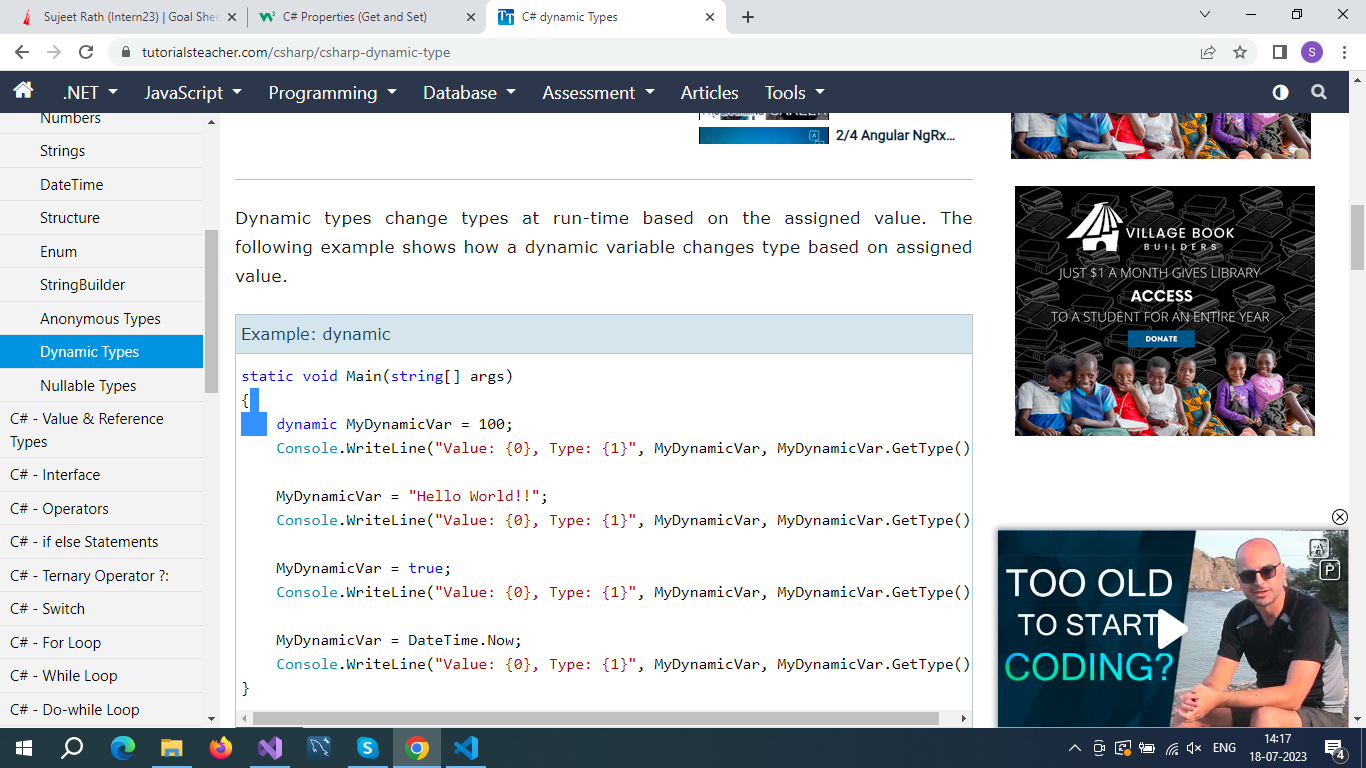 Sujeet Rath (Intern23) | Goal Shee
C# Properties (Get and Set)
C# dynamic Types
tutorialsteacher.com/csharp/csharp-dynamic-type
S
.NET
JavaScript
Programming
Database
Assessment
Articles
Tools
Numbers
Strings
DateTime
Structure
Enum
StringBuilder
Anonymous Types
Dynamic Types
Nullable Types
C# - Value & Reference
Types
C# - Interface
C# - Operators
C# - if else Statements
C# - Ternary Operator ?:
C# - Switch
C# - For Loop
C# - While Loop
C# - Do-while Loop
2/4 Angular NgRx...
Dynamic types change types at run-time based on the assigned value. The
following example shows how a dynamic variable changes type based on assigned
value.
Example: dynamic
static void Main(string[] args)
{
dynamic MyDynamicVar = 100;
Console.WriteLine("Value: {0}, Type: {1}", MyDynamicVar, MyDynamicVar.GetType()
MyDynamicVar = "Hello World!!";
Console.WriteLine("Value: {0}, Type: {1}", MyDynamicVar, MyDynamicVar.GetType()
MyDynamicVar = true;
Console.WriteLine("Value: {0}, Type: {1}", MyDynamicVar, MyDynamicVar.GetType()
MyDynamicVar = DateTime.Now;
Console.WriteLine("Value: {0}, Type: {1}", MyDynamicVar, MyDynamicVar.GetType()
}
VILLAGE BOOK
BUILDERS
JUST $1 A MONTH GIVES LIBRARY
ACCESS
TO A STUDENT FOR AN ENTIRE YEAR
DONATE
TOO OLD
TO START
CODING?
ENG
14:17
18-07-2023
4